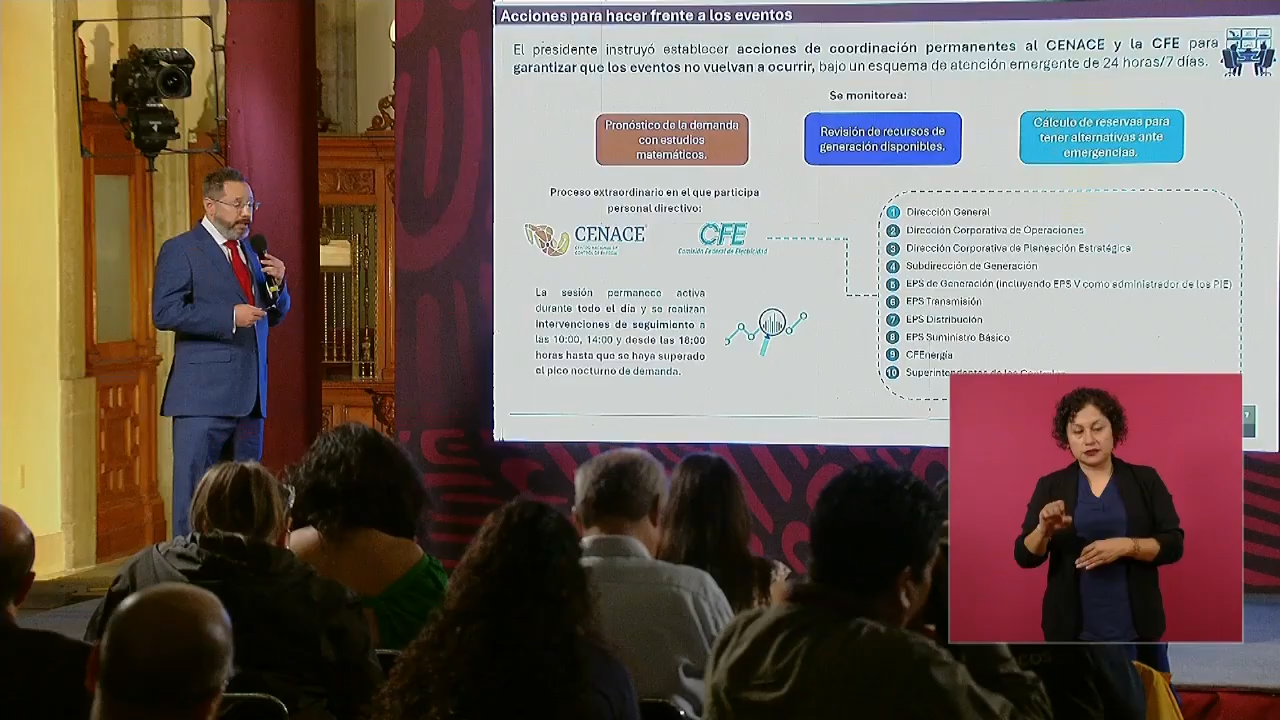 Acciones para hacer frente a los eventos
El presidente instruyó establecer acciones de coordinación permanentes al CENACE y la CFE para
garantizar que los eventos no vuelvan a ocurrir, bajo un esquema de atención emergente de 24 horas/7 días.
Se monitorea:
Pronóstico de la demanda
con estudios
matemáticos.
Revisión de recursos de
generación disponibles.
Cálculo de reservas para
tener alternativas ante
emergencias.
Proceso extraordinario en el que participa
personal directivo:
CENACE
CENTRO NACIONAL DE
CONTROL DE ENERGÍA
CFE
Comisión Federal de Electricidad
La sesión permanece activa
durante todo el día y se realizan
intervenciones de seguimiento a
las 10:00, 14:00 y desde las 18:00
horas hasta que se haya superado
el pico nocturno de demanda.
1 Dirección General
2 Dirección Corporativa de Operaciones
3 Dirección Corporativa de Planeación Estratégica
4 Subdirección de Generación
5 EPS de Generación (incluyendo EPS V como administrador de los PIE)
6 EPS Transmisión
7 EPS Distribución
8 EPS Suministro Básico
9 CFEnergía
10 Superintendentes de las Centrales
7